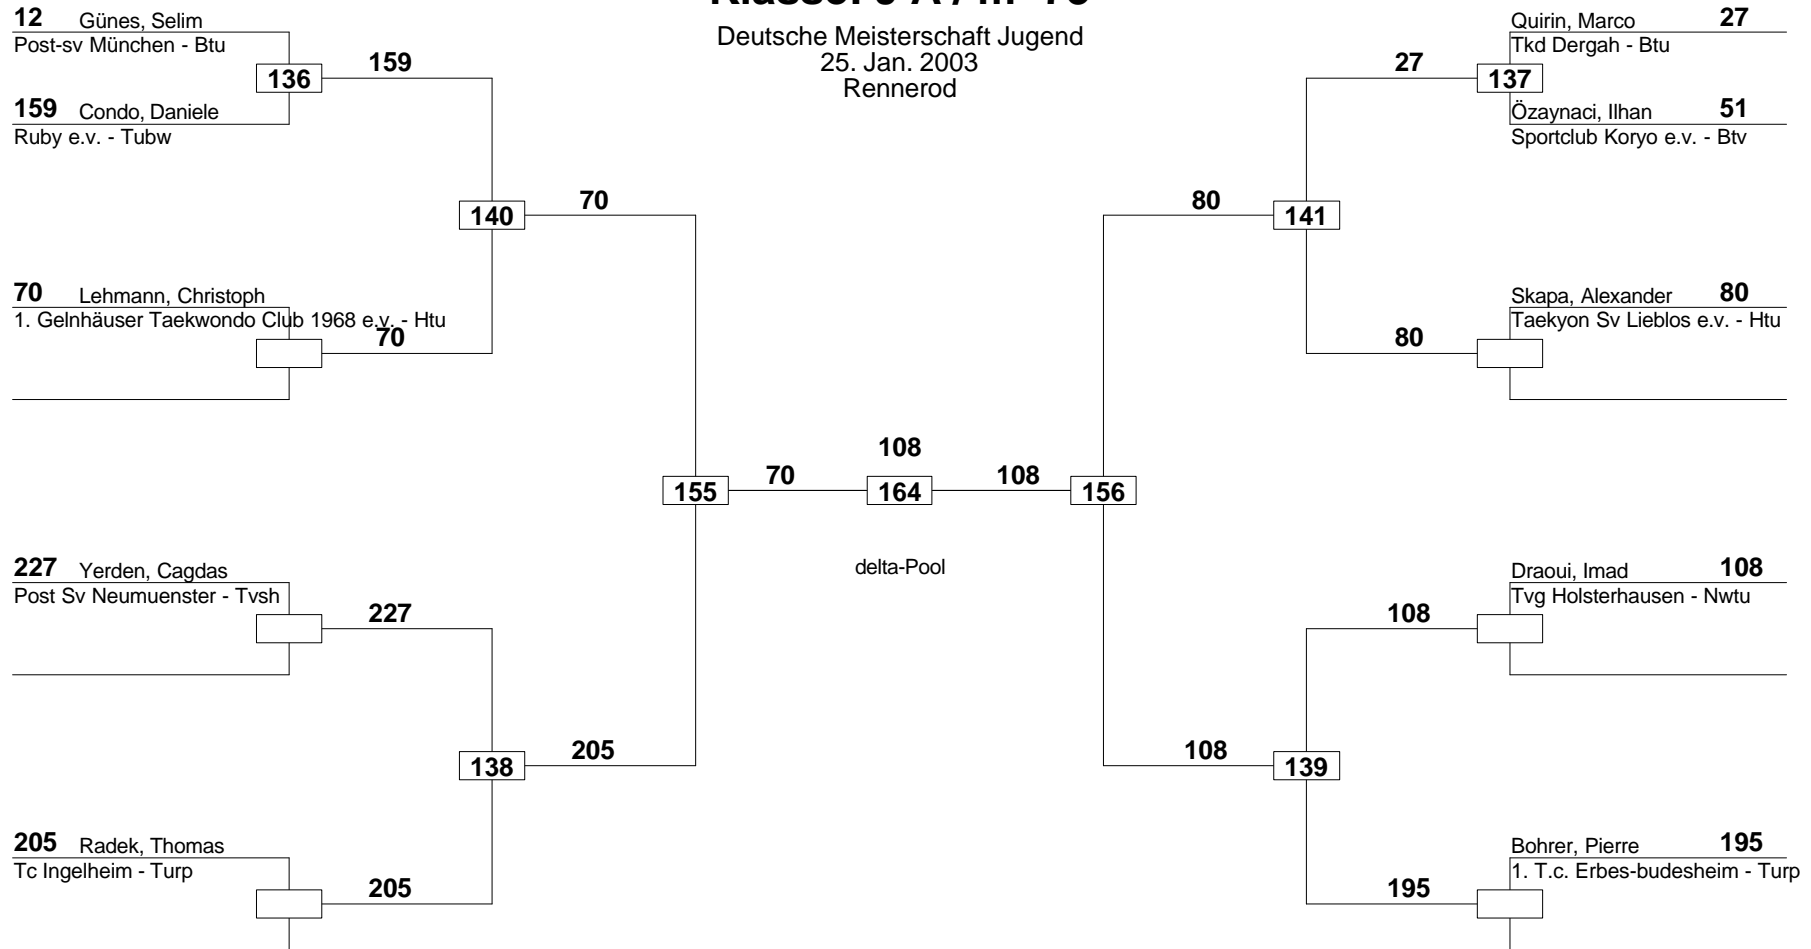 12 Günes, Selim
Post-sv München - Btu
136
159
159 Condo, Daniele
Ruby e.v. - Tubw
140
70
70 Lehmann, Christoph
1. Gelnhäuser Taekwondo Club 1968 e.v. - Htu
70
155
70
227 Yerden, Cagdas
Post Sv Neumuenster - Tvsh
227
138
205
205 Radek, Thomas
Tc Ingelheim - Turp
205
Deutsche Meisterschaft Jugend
25. Jan. 2003
Rennerod
108
164
delta-Pool
Quirin, Marco 27
Tkd Dergah - Btu
27
137
Özaynaci, Ilhan 51
Sportclub Koryo e.v. - Btv
80
141
Skapa, Alexander 80
Taekyon Sv Lieblos e.v. - Htu
80
108
156
Draoui, Imad 108
Tvg Holsterhausen - Nwtu
108
108
139
Bohrer, Pierre 195
1. T.c. Erbes-budesheim - Turp
195